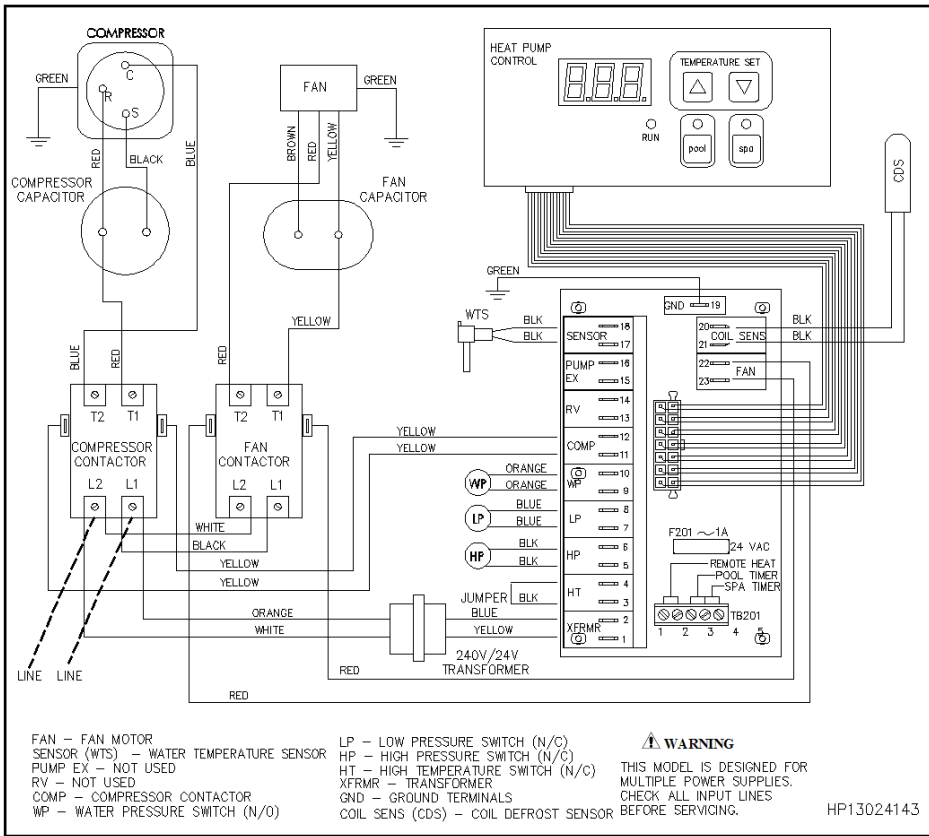 COMPRESSOR
GREEN
C
R
S
RED
BLACK
BLUE
COMPRESSOR
CAPACITOR
FAN
GREEN
BROWN
RED
YELLOW
FAN
CAPACITOR
HEAT PUMP
CONTROL
TEMPERATURE SET
RUN
pool
spa
CDS
GREEN
GND 19
WTS
BLK
BLK
SENSOR
18
17
PUMP
EX
16
15
RV
14
13
COMP
12
11
WP
10
9
LP
8
7
HP
6
5
HT
4
3
XFRMR
2
1
20 COIL SENS
21
22 FAN
23
BLK
BLK
BLUE
RED
RED
YELLOW
T2 T1
COMPRESSOR
CONTACTOR
L2 L1
T2 T1
FAN
CONTACTOR
L2 L1
YELLOW
YELLOW
WP
ORANGE
ORANGE
LP
BLUE
BLUE
HP
BLK
BLK
WHITE
BLACK
YELLOW
YELLOW
JUMPER
BLK
ORANGE
WHITE
BLUE
YELLOW
240V/24V
TRANSFORMER
LINE LINE
RED
RED
F201 ~1A
24 VAC
REMOTE HEAT
POOL TIMER
SPA TIMER
TB201
1 2 3 4 5
FAN – FAN MOTOR
SENSOR (WTS) – WATER TEMPERATURE SENSOR
PUMP EX – NOT USED
RV – NOT USED
COMP – COMPRESSOR CONTACTOR
WP – WATER PRESSURE SWITCH (N/O)
LP – LOW PRESSURE SWITCH (N/C)
HP – HIGH PRESSURE SWITCH (N/C)
HT – HIGH TEMPERATURE SWITCH (N/C)
XFRMR – TRANSFORMER
GND – GROUND TERMINALS
COIL SENS (CDS) – COIL DEFROST SENSOR
WARNING
THIS MODEL IS DESIGNED FOR
MULTIPLE POWER SUPPLIES.
CHECK ALL INPUT LINES
BEFORE SERVICING.
HP13024143